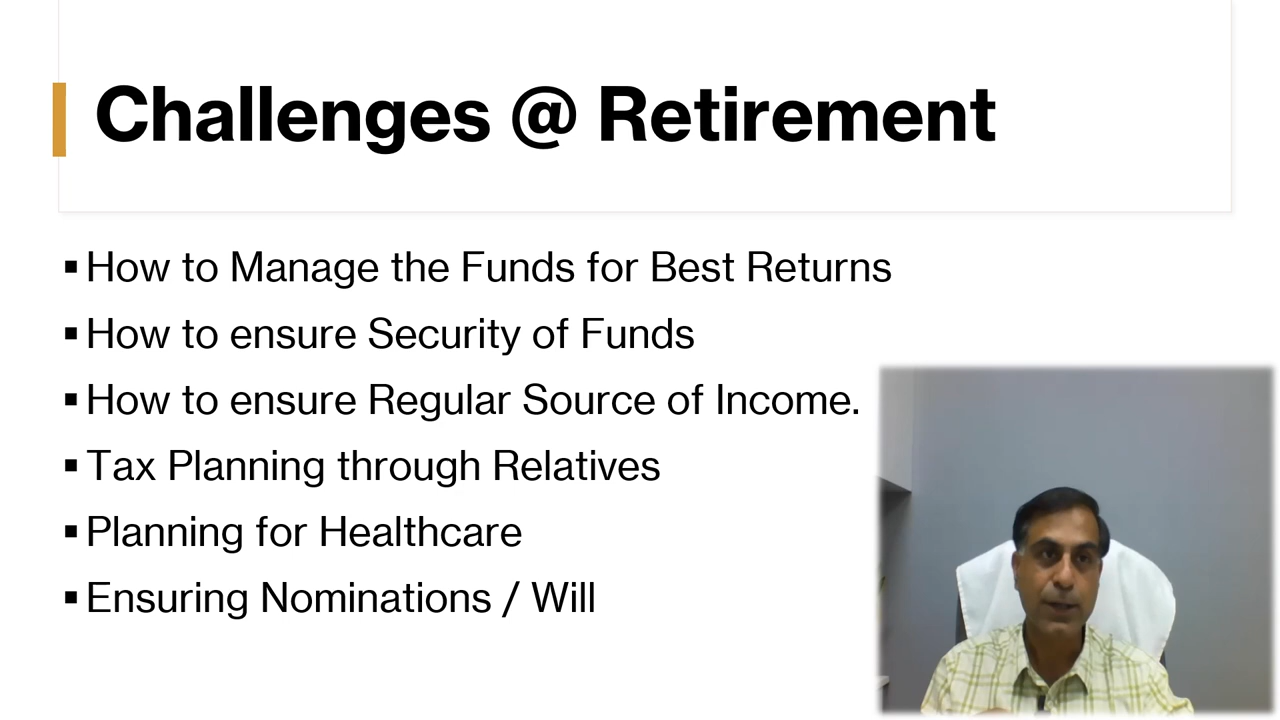 Challenges @ Retirement
▪How to Manage the Funds for Best Returns
▪How to ensure Security of Funds
▪How to ensure Regular Source of Income.
▪Tax Planning through Relatives
▪Planning for Healthcare
▪Ensuring Nominations / Will